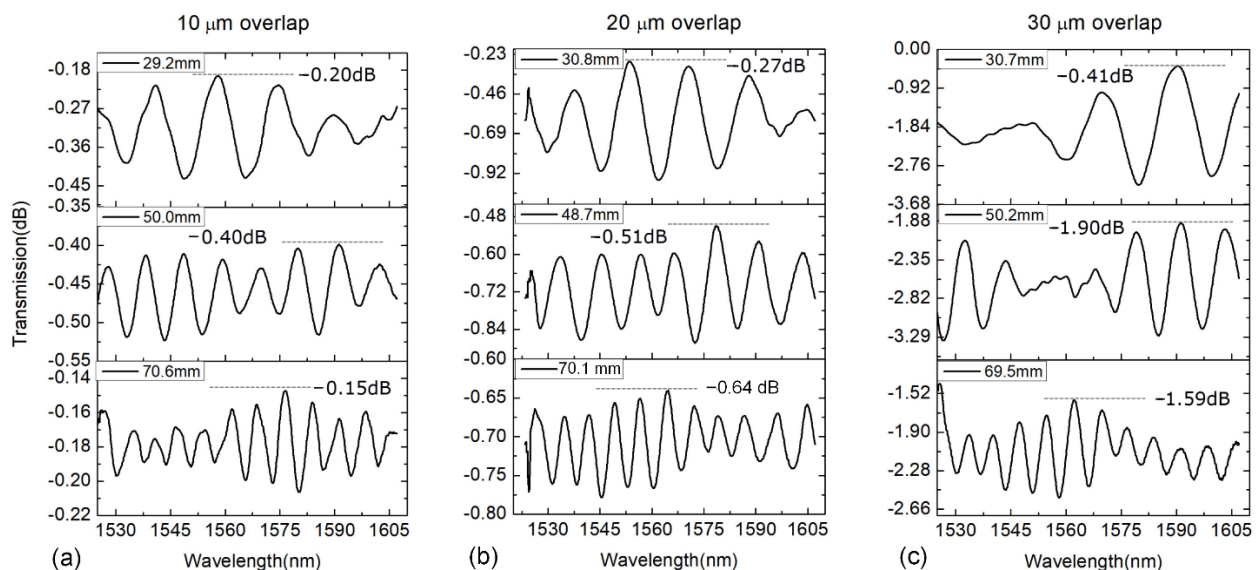 10 μm overlap
20 μm overlap
30 μm overlap
Transmission(dB)
29.2mm
−0.20dB
-0.18
-0.27
-0.36
-0.45
50.0mm
−0.40dB
-0.35
-0.40
-0.45
-0.50
-0.55
70.6mm
−0.15dB
-0.14
-0.16
-0.18
-0.20
-0.22
1530 1545 1560 1575 1590 1605
(a)
Wavelength(nm)
30.8mm
−0.27dB
-0.23
-0.46
-0.69
-0.92
48.7mm
−0.51dB
-0.48
-0.60
-0.72
-0.84
70.1 mm
−0.64 dB
-0.60
-0.65
-0.70
-0.75
-0.80
1530 1545 1560 1575 1590 1605
(b)
Wavelength(nm)
30.7mm
−0.41dB
0.00
-0.92
-1.84
-2.76
-3.68
50.2mm
−1.90dB
-1.88
-2.35
-2.82
-3.29
69.5mm
−1.59dB
-1.52
-1.90
-2.28
-2.66
1530 1545 1560 1575 1590 1605
(c)
Wavelength(nm)